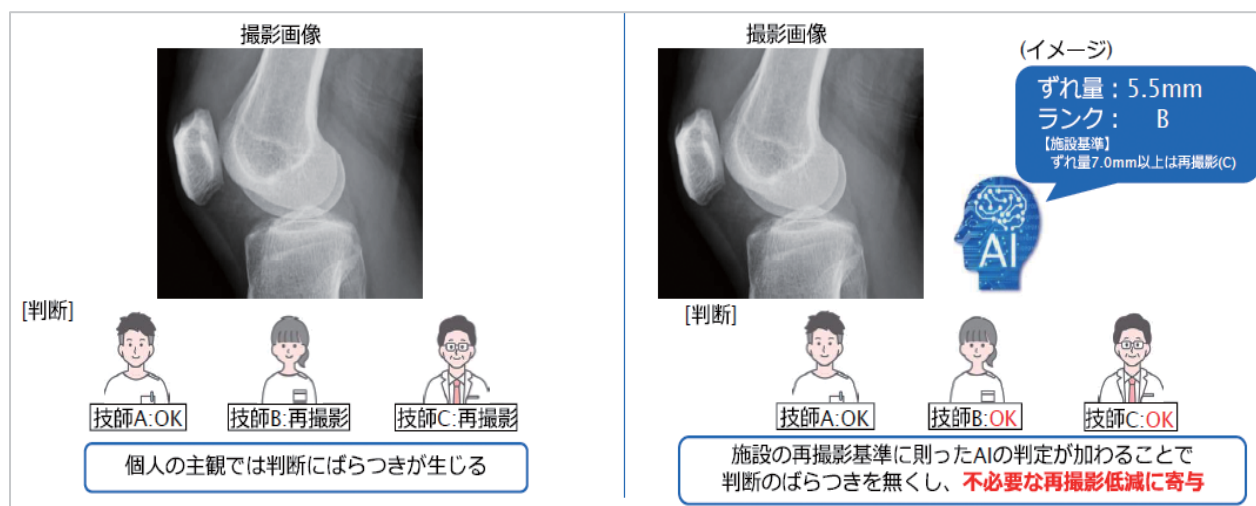 撮影画像
[判断]
技師A:OK
技師B:再撮影
技師C:再撮影
個人の主観では判断にばらつきが生じる
撮影画像
(イメージ)
ずれ量：5.5mm
ランク： B
【施設基準】
ずれ量7.0mm以上は再撮影(C)
AI
[判断]
技師A:OK
技師B:OK
技師C:OK
施設の再撮影基準に則ったAIの判定が加わることで
判断のばらつきを無くし、不必要な再撮影低減に寄与